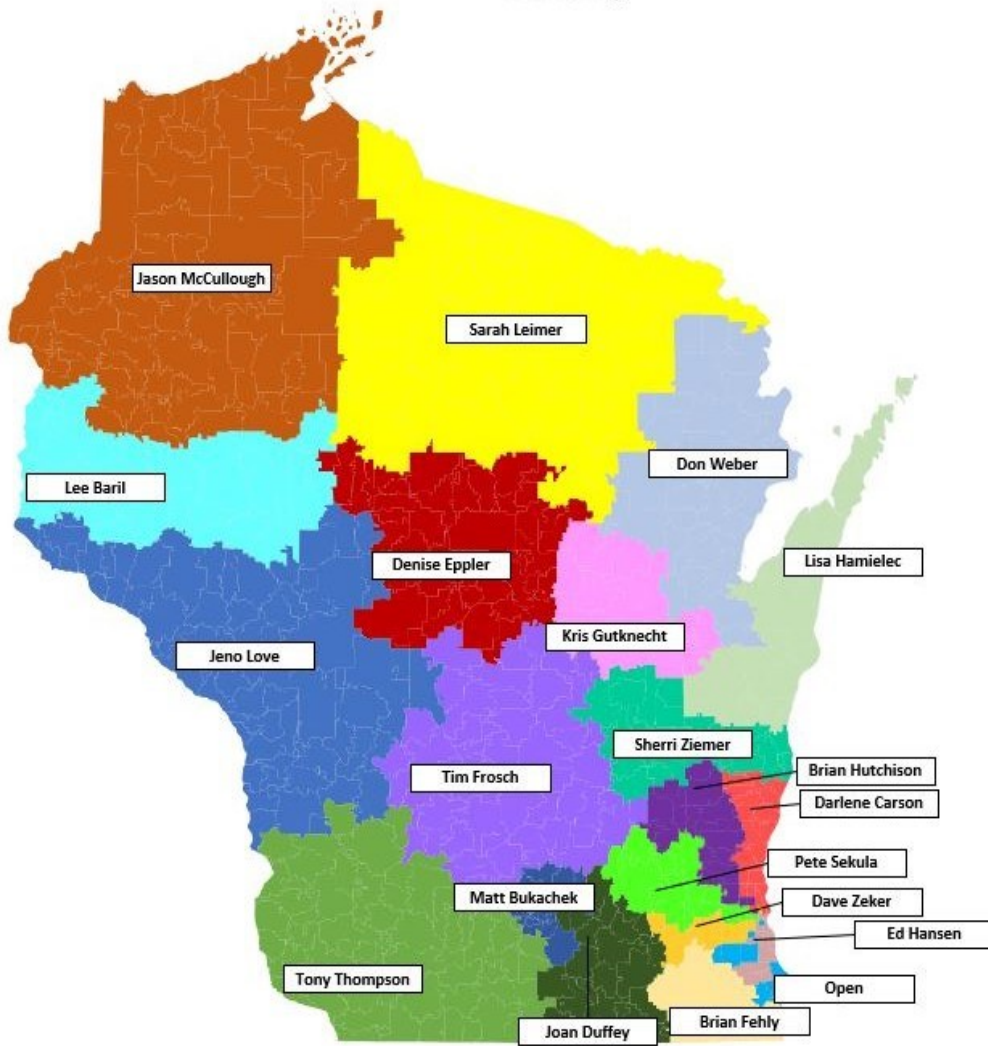 Jason McCullough
Sarah Leimer
Don Weber
Lee Baril
Lisa Hamielec
Denise Eppler
Kris Gutknecht
Jeno Love
Sherri Ziemer
Brian Hutchison
Tim Frosch
Darlene Carson
Pete Sekula
Matt Bukachek
Dave Zeker
Ed Hansen
Tony Thompson
Open
Brian Fehly
Joan Duffey